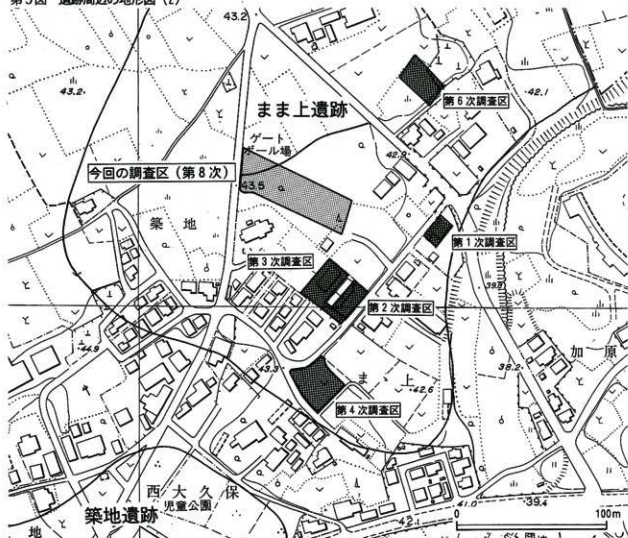 第5図 遺跡周辺の地形図(2)
43.2
43.2
まま上遺跡
第6次調査区
42.1
ゲート
ボール場
42.9
今回の調査区(第8次)
43.5
築地
第1次調査区
第3次調査区
39.8
第2次調査区
44.9
加原
38.2
43.3
ま上
42.6
第4次調査区
西大久保
児童公園
築地遺跡
地
41.0
39.4
43.1
0 100m